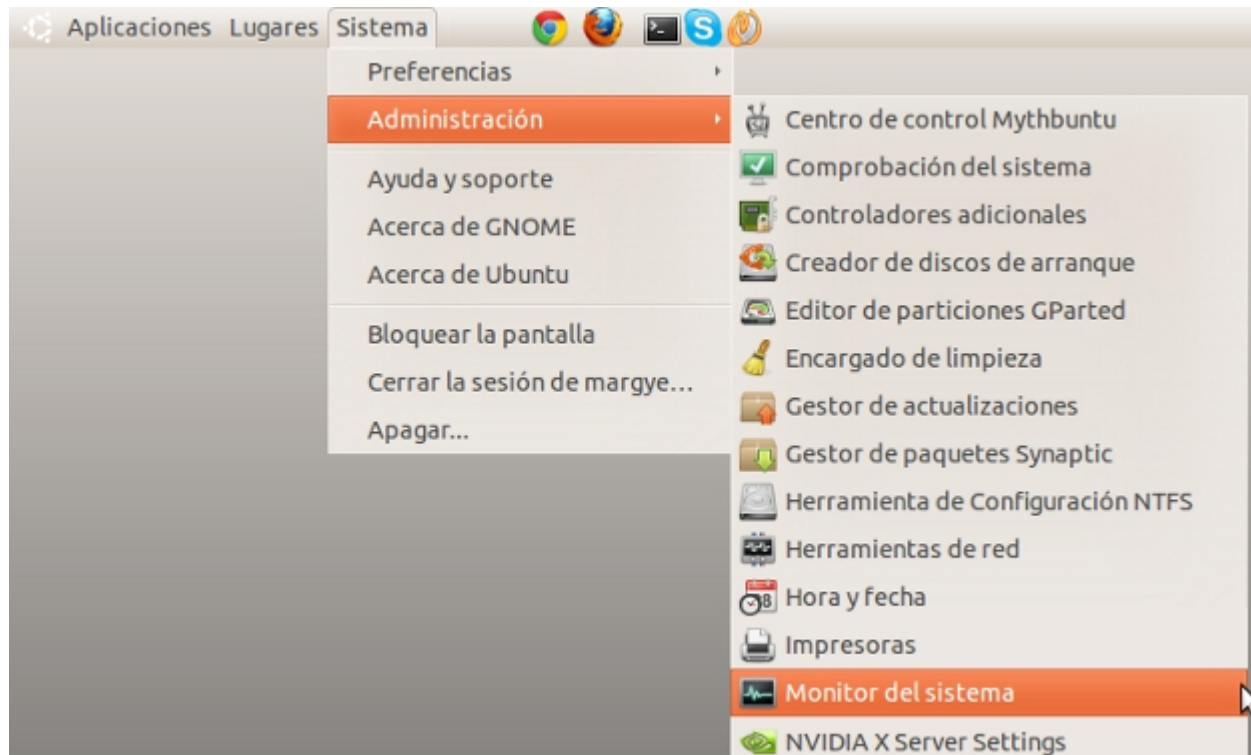 Aplicaciones Lugares Sistema
Preferencias
Administración
Ayuda y soporte
Acerca de GNOME
Acerca de Ubuntu
Bloquear la pantalla
Cerrar la sesión de margye...
Apagar...
Centro de control Mythbuntu
Comprobación del sistema
Controladores adicionales
Creador de discos de arranque
Editor de particiones GParted
Encargado de limpieza
Gestor de actualizaciones
Gestor de paquetes Synaptic
Herramienta de Configuración NTFS
Herramientas de red
Hora y fecha
Impresoras
Monitor del sistema
NVIDIA X Server Settings